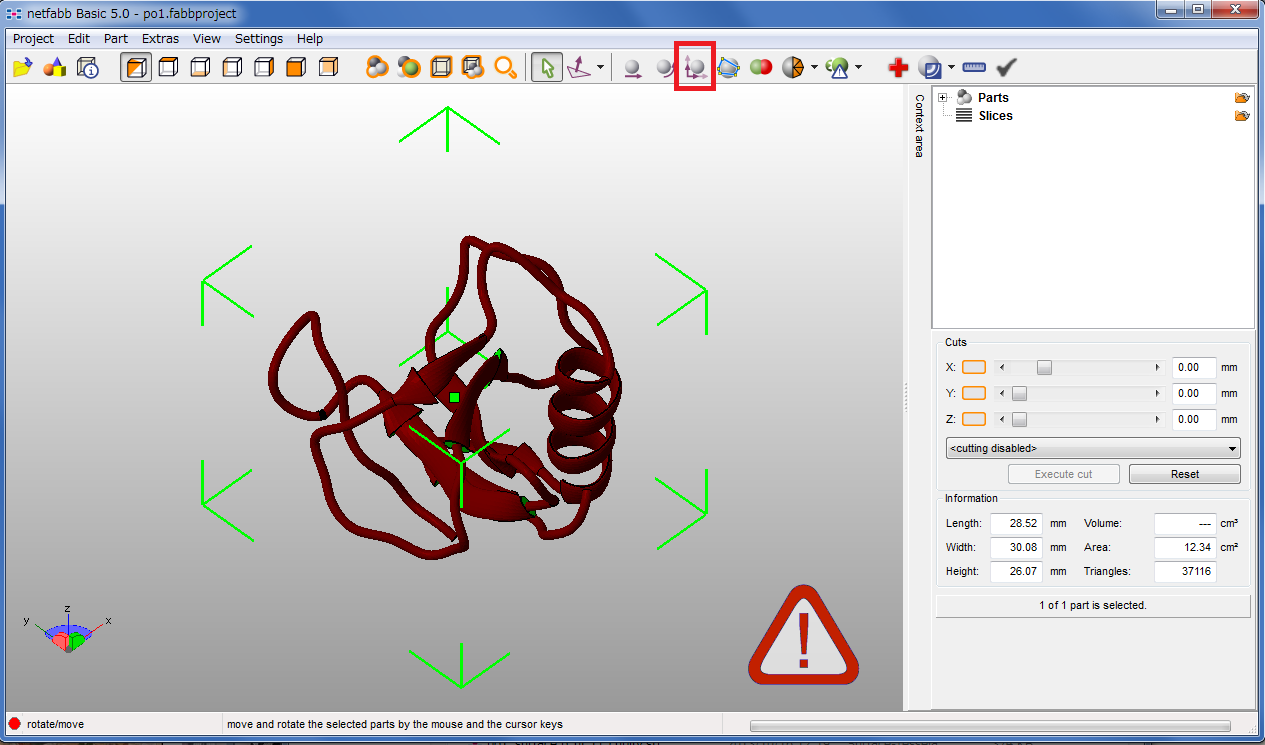 netfabb Basic 5.0 - po1.fabbproject
Project Edit Part Extras View Settings Help
Context area
Parts
Slices
Cuts
X: 0.00 mm
Y: 0.00 mm
Z: 0.00 mm
<cutting disabled>
Execute cut Reset
Information
Length: 28.52 mm Volume: --- cm³
Width: 30.08 mm Area: 12.34 cm²
Height: 26.07 mm Triangles: 37116
1 of 1 part is selected.
z
y x
!
rotate/move move and rotate the selected parts by the mouse and the cursor keys